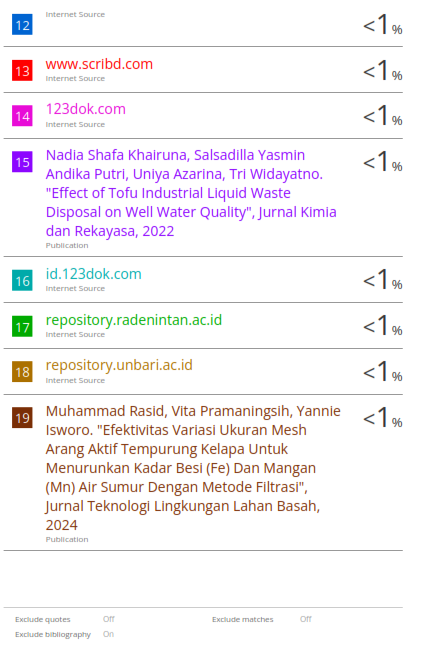 12 Internet Source <1%
13 www.scribd.com <1%
Internet Source
14 123dok.com <1%
Internet Source
15 Nadia Shafa Khairuna, Salsadilla Yasmin <1%
Andika Putri, Uniya Azarina, Tri Widayatno.
"Effect of Tofu Industrial Liquid Waste
Disposal on Well Water Quality", Jurnal Kimia
dan Rekayasa, 2022
Publication
16 id.123dok.com <1%
Internet Source
17 repository.radenintan.ac.id <1%
Internet Source
18 repository.unbari.ac.id <1%
Internet Source
19 Muhammad Rasid, Vita Pramaningsih, Yannie <1%
Isworo. "Efektivitas Variasi Ukuran Mesh
Arang Aktif Tempurung Kelapa Untuk
Menurunkan Kadar Besi (Fe) Dan Mangan
(Mn) Air Sumur Dengan Metode Filtrasi",
Jurnal Teknologi Lingkungan Lahan Basah,
2024
Publication
Exclude quotes Off Exclude matches Off
Exclude bibliography On